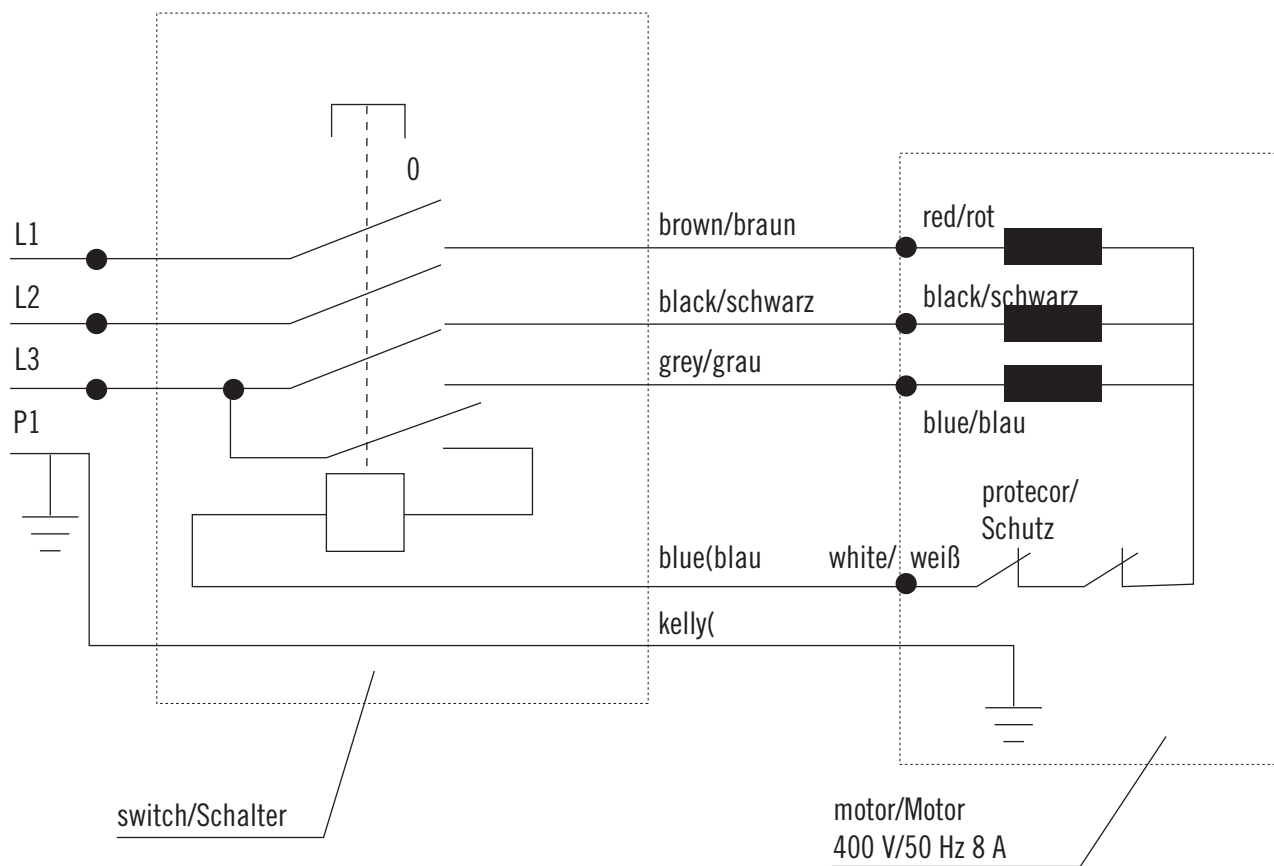 0
L1
brown/braun
red/rot
L2
black/schwarz
black/schwarz
L3
grey/grau
P1
blue/blau
protecor/
Schutz
blue(blau
white/ weiß
kelly(
switch/Schalter
motor/Motor
400 V/50 Hz 8 A